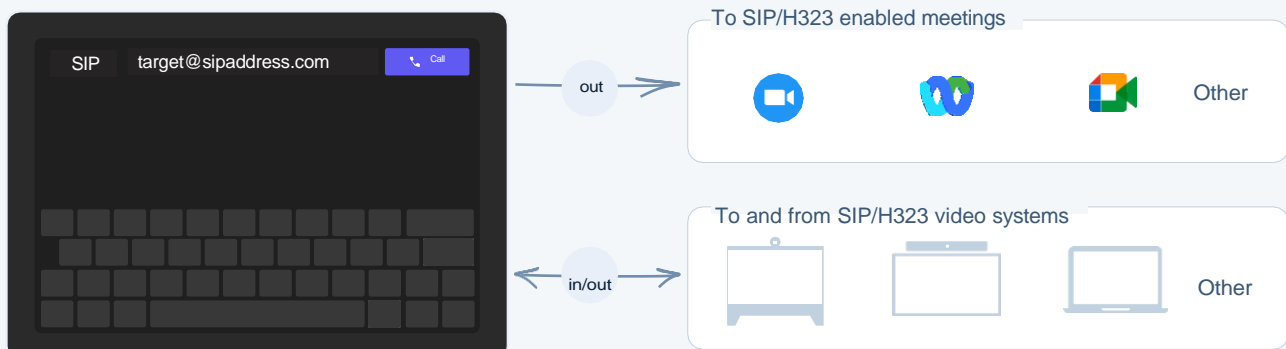 To SIP/H323 enabled meetings
SIP
target@sipaddress.com
Call
out
Other
To and from SIP/H323 video systems
in/out
Other